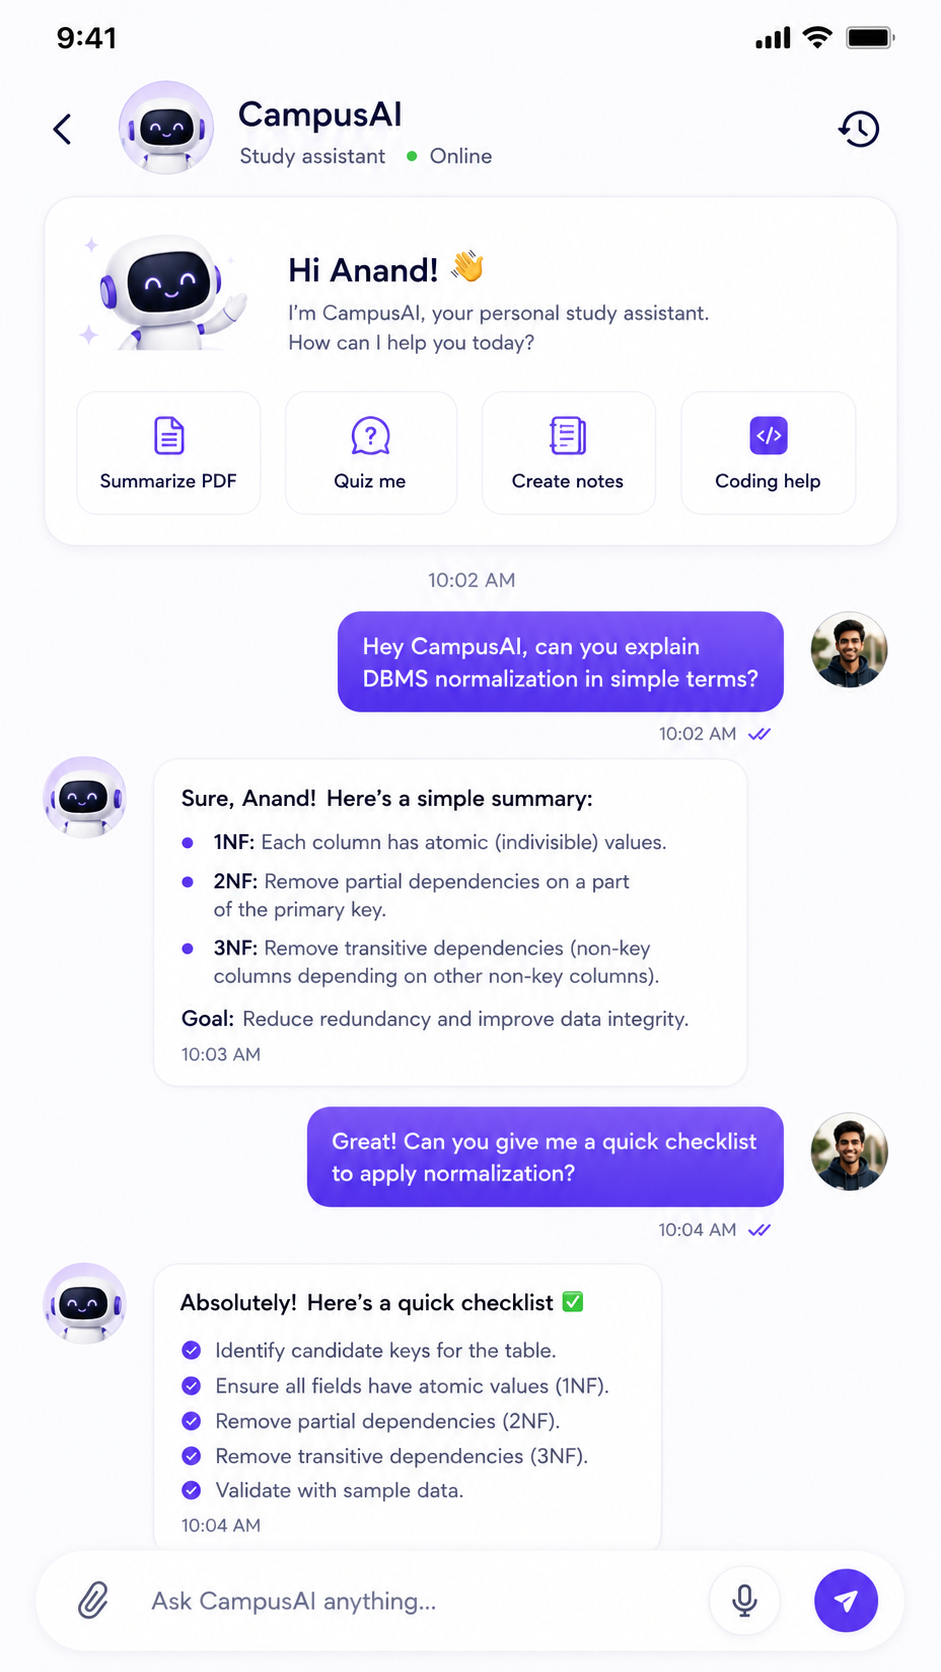 9:41
CampusAI
Study assistant ● Online
Hi Anand! 👋
I'm CampusAI, your personal study assistant.
How can I help you today?
Summarize PDF
Quiz me
Create notes
Coding help
10:02 AM
Hey CampusAI, can you explain
DBMS normalization in simple terms?
10:02 AM
Sure, Anand! Here's a simple summary:
● 1NF: Each column has atomic (indivisible) values.
● 2NF: Remove partial dependencies on a part
of the primary key.
● 3NF: Remove transitive dependencies (non-key
columns depending on other non-key columns).
Goal: Reduce redundancy and improve data integrity.
10:03 AM
Great! Can you give me a quick checklist
to apply normalization?
10:04 AM
Absolutely! Here's a quick checklist ✅
Identify candidate keys for the table.
Ensure all fields have atomic values (1NF).
Remove partial dependencies (2NF).
Remove transitive dependencies (3NF).
Validate with sample data.
10:04 AM
Ask CampusAI anything...